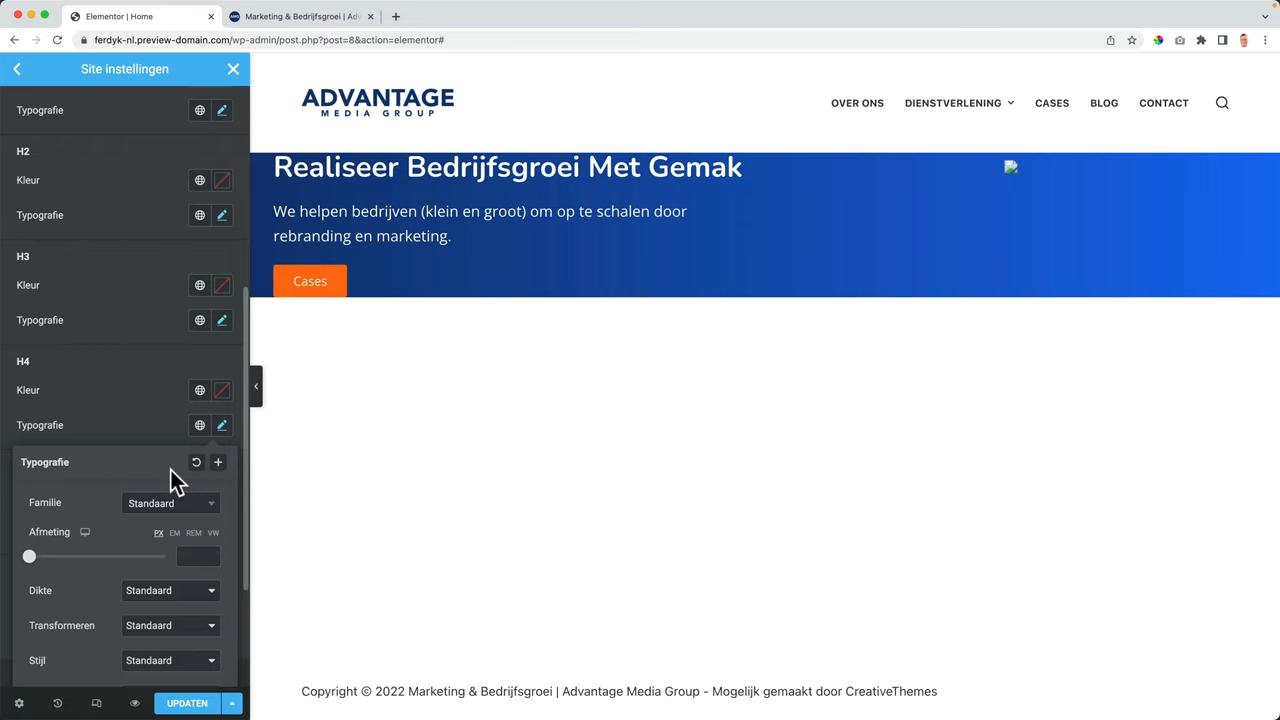 Elementor | Home
Marketing & Bedrijfsgroei | Adv
ferdyk-nl.preview-domain.com/wp-admin/post.php?post=8&action=elementor#
Site instellingen
Typografie
H2
Kleur
Typografie
H3
Kleur
Typografie
H4
Kleur
Typografie
Typografie
Familie
Standaard
Afmeting
PX EM REM VW
Dikte
Standaard
Transformeren
Standaard
Stijl
Standaard
UPDATEN
ADVANTAGE
MEDIA GROUP
OVER ONS DIENSTVERLENING CASES BLOG CONTACT
Realiseer Bedrijfsgroei Met Gemak
We helpen bedrijven (klein en groot) om op te schalen door
rebranding en marketing.
Cases
Copyright © 2022 Marketing & Bedrijfsgroei | Advantage Media Group - Mogelijk gemaakt door CreativeThemes